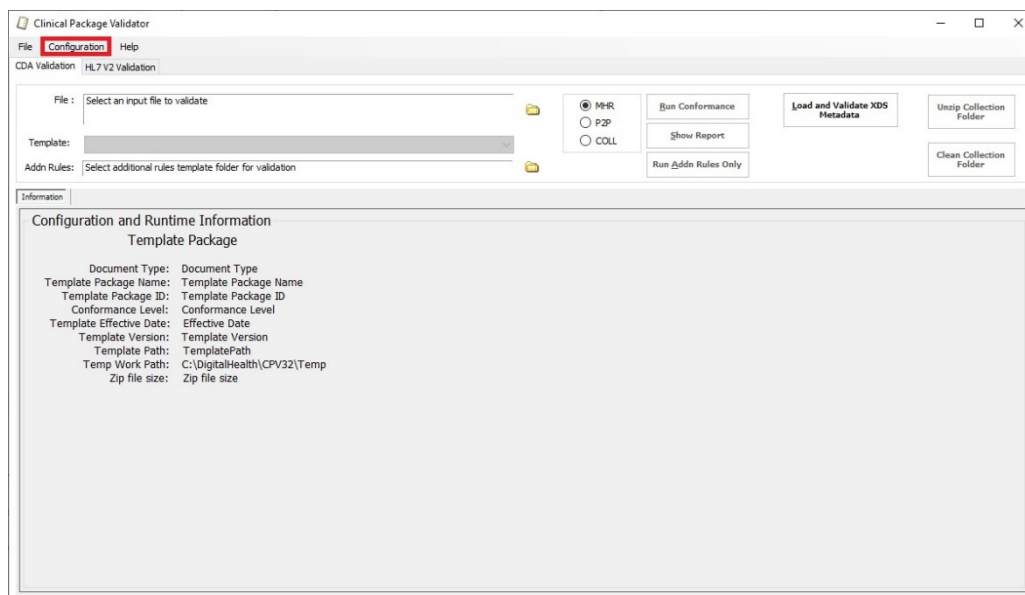 Clinical Package Validator
File Configuration Help
CDA Validation HL7 V2 Validation
File : Select an input file to validate
MHR
P2P
COLL
Run Conformance
Show Report
Run Addn Rules Only
Load and Validate XDS
Metadata
Unzip Collection
Folder
Clean Collection
Folder
Template:
Addn Rules: Select additional rules template folder for validation
Information
Configuration and Runtime Information
Template Package
Document Type: Document Type
Template Package Name: Template Package Name
Template Package ID: Template Package ID
Conformance Level: Conformance Level
Template Effective Date: Effective Date
Template Version: Template Version
Template Path: TemplatePath
Temp Work Path: C:\DigitalHealth\CPV32\Temp
Zip file size: Zip file size